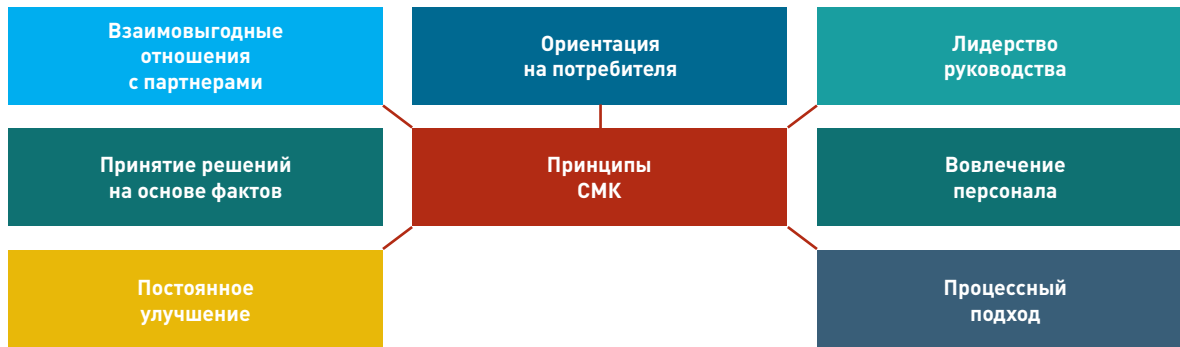 Взаимовыгодные
отношения
с партнерами
Ориентация
на потребителя
Лидерство
руководства
Принятие решений
на основе фактов
Принципы
СМК
Вовлечение
персонала
Постоянное
улучшение
Процессный
подход